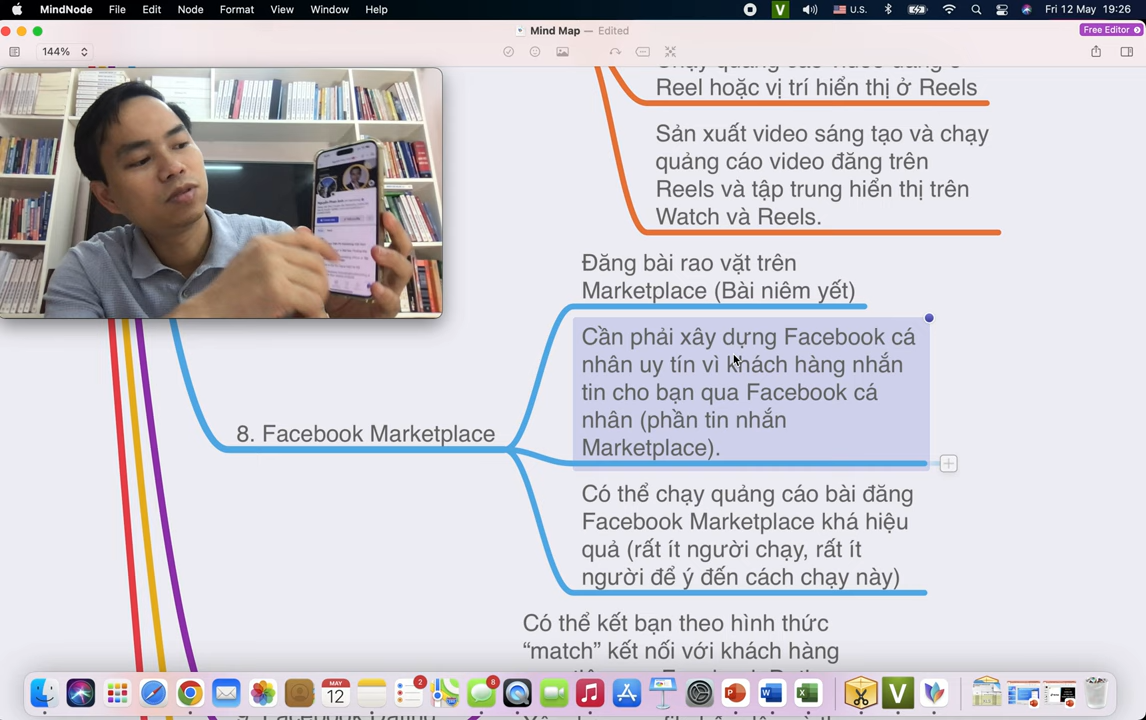 MindNode File Edit Node Format View Window Help
V U.S. Fri 12 May 19:26
Mind Map — Edited
Free Editor
144%
Reel hoặc vị trí hiển thị ở Reels
Sản xuất video sáng tạo và chạy
quảng cáo video đăng trên
Reels và tập trung hiển thị trên
Watch và Reels.
Đăng bài rao vặt trên
Marketplace (Bài niêm yết)
Cần phải xây dựng Facebook cá
nhân uy tín vì khách hàng nhắn
tin cho bạn qua Facebook cá
nhân (phần tin nhắn
Marketplace).
8. Facebook Marketplace
Có thể chạy quảng cáo bài đăng
Facebook Marketplace khá hiệu
quả (rất ít người chạy, rất ít
người để ý đến cách chạy này)
Có thể kết bạn theo hình thức
“match” kết nối với khách hàng
MAY
12
2
8
P
W
X
V